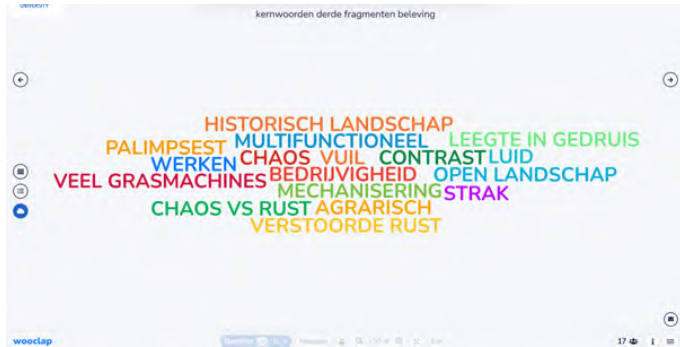 UNIVERSITY
kernwoorden derde fragmenten beleving
HISTORISCH LANDSCHAP
PALIMPSEST MULTIFUNCTIONEEL LEEGTE IN GEDRUIS
WERKEN CHAOS VUIL CONTRAST LUID
VEEL GRASMACHINES BEDRIJVIGHEID OPEN LANDSCHAP
MECHANISERING STRAK
CHAOS VS RUST AGRARISCH
VERSTOORDE RUST
wooclap
17